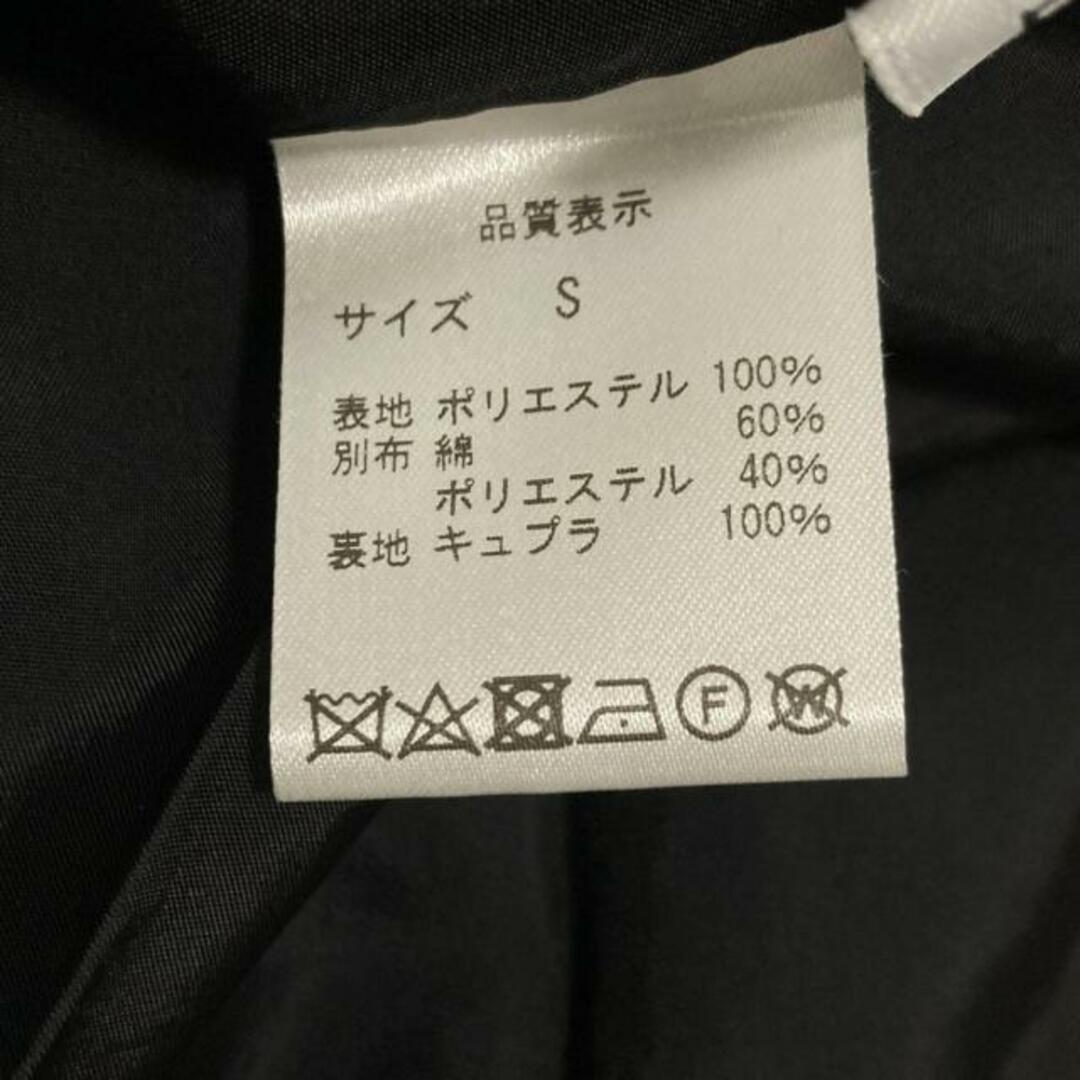 品質表示
サイズ S
表地 ポリエステル 100%
別布 綿 60%
ポリエステル 40%
裏地 キュプラ 100%
F W